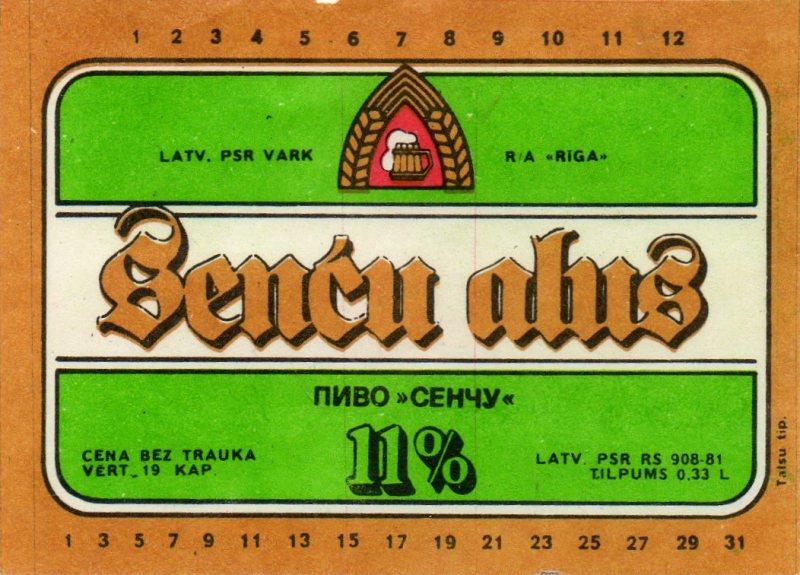 1 2 3 4 5 6 7 8 9 10 11 12
LATV. PSR VARK
R/A «RĪGA»
Senču alus
ПИВО »СЕНЧУ«
11%
CENA BEZ TRAUKA
VĒRT. 19 KAP.
LATV. PSR RS 908-81
TILPUMS 0,33 L
Talsu tip.
1 3 5 7 9 11 13 15 17 19 21 23 25 27 29 31